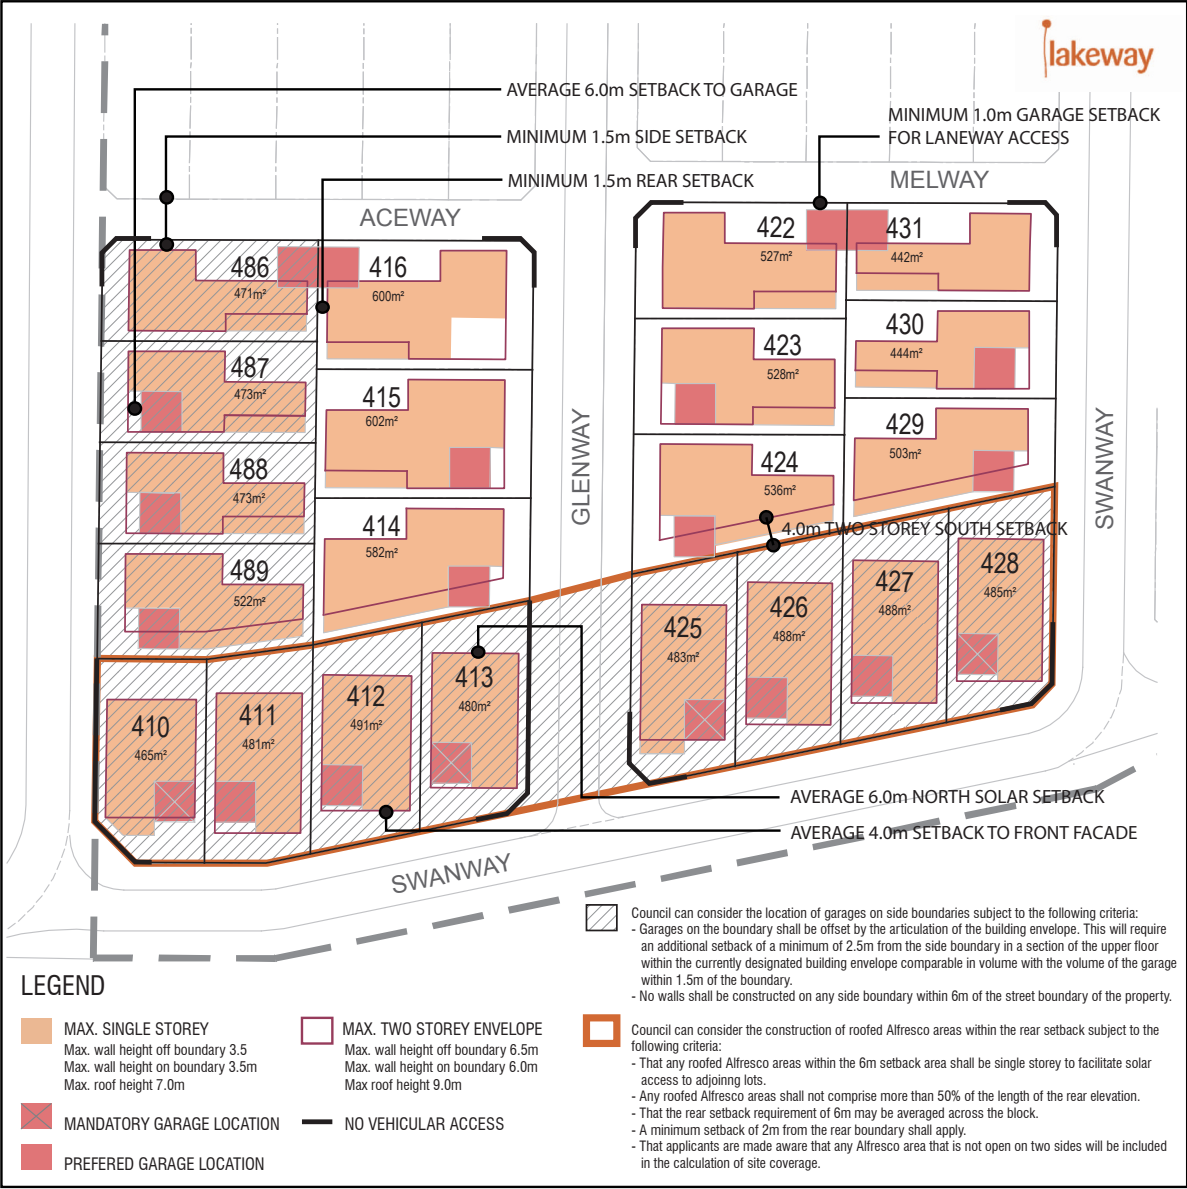 lakeway
AVERAGE 6.0m SETBACK TO GARAGE
MINIMUM 1.0m GARAGE SETBACK
FOR LANEWAY ACCESS
MINIMUM 1.5m SIDE SETBACK
MINIMUM 1.5m REAR SETBACK
MELWAY
ACEWAY
486
471m²
416
600m²
422
527m²
431
442m²
487
473m²
415
602m²
423
528m²
430
444m²
488
473m²
414
582m²
424
536m²
429
503m²
GLENWAY
SWANWAY
4.0m TWO STOREY SOUTH SETBACK
489
522m²
425
483m²
426
488m²
427
488m²
428
485m²
410
465m²
411
481m²
412
491m²
413
480m²
AVERAGE 6.0m NORTH SOLAR SETBACK
AVERAGE 4.0m SETBACK TO FRONT FACADE
SWANWAY
LEGEND
MAX. SINGLE STOREY
Max. wall height off boundary 3.5
Max. wall height on boundary 3.5m
Max. roof height 7.0m
MAX. TWO STOREY ENVELOPE
Max. wall height off boundary 6.5m
Max. wall height on boundary 6.0m
Max roof height 9.0m
MANDATORY GARAGE LOCATION
NO VEHICULAR ACCESS
PREFERED GARAGE LOCATION
Council can consider the location of garages on side boundaries subject to the following criteria:
- Garages on the boundary shall be offset by the articulation of the building envelope. This will require
an additional setback of a minimum of 2.5m from the side boundary in a section of the upper floor
within the currently designated building envelope comparable in volume with the volume of the garage
within 1.5m of the boundary.
- No walls shall be constructed on any side boundary within 6m of the street boundary of the property.
Council can consider the construction of roofed Alfresco areas within the rear setback subject to the
following criteria:
- That any roofed Alfresco areas within the 6m setback area shall be single storey to facilitate solar
access to adjoinng lots.
- Any roofed Alfresco areas shall not comprise more than 50% of the length of the rear elevation.
- That the rear setback requirement of 6m may be averaged across the block.
- A minimum setback of 2m from the rear boundary shall apply.
- That applicants are made aware that any Alfresco area that is not open on two sides will be included
in the calculation of site coverage.